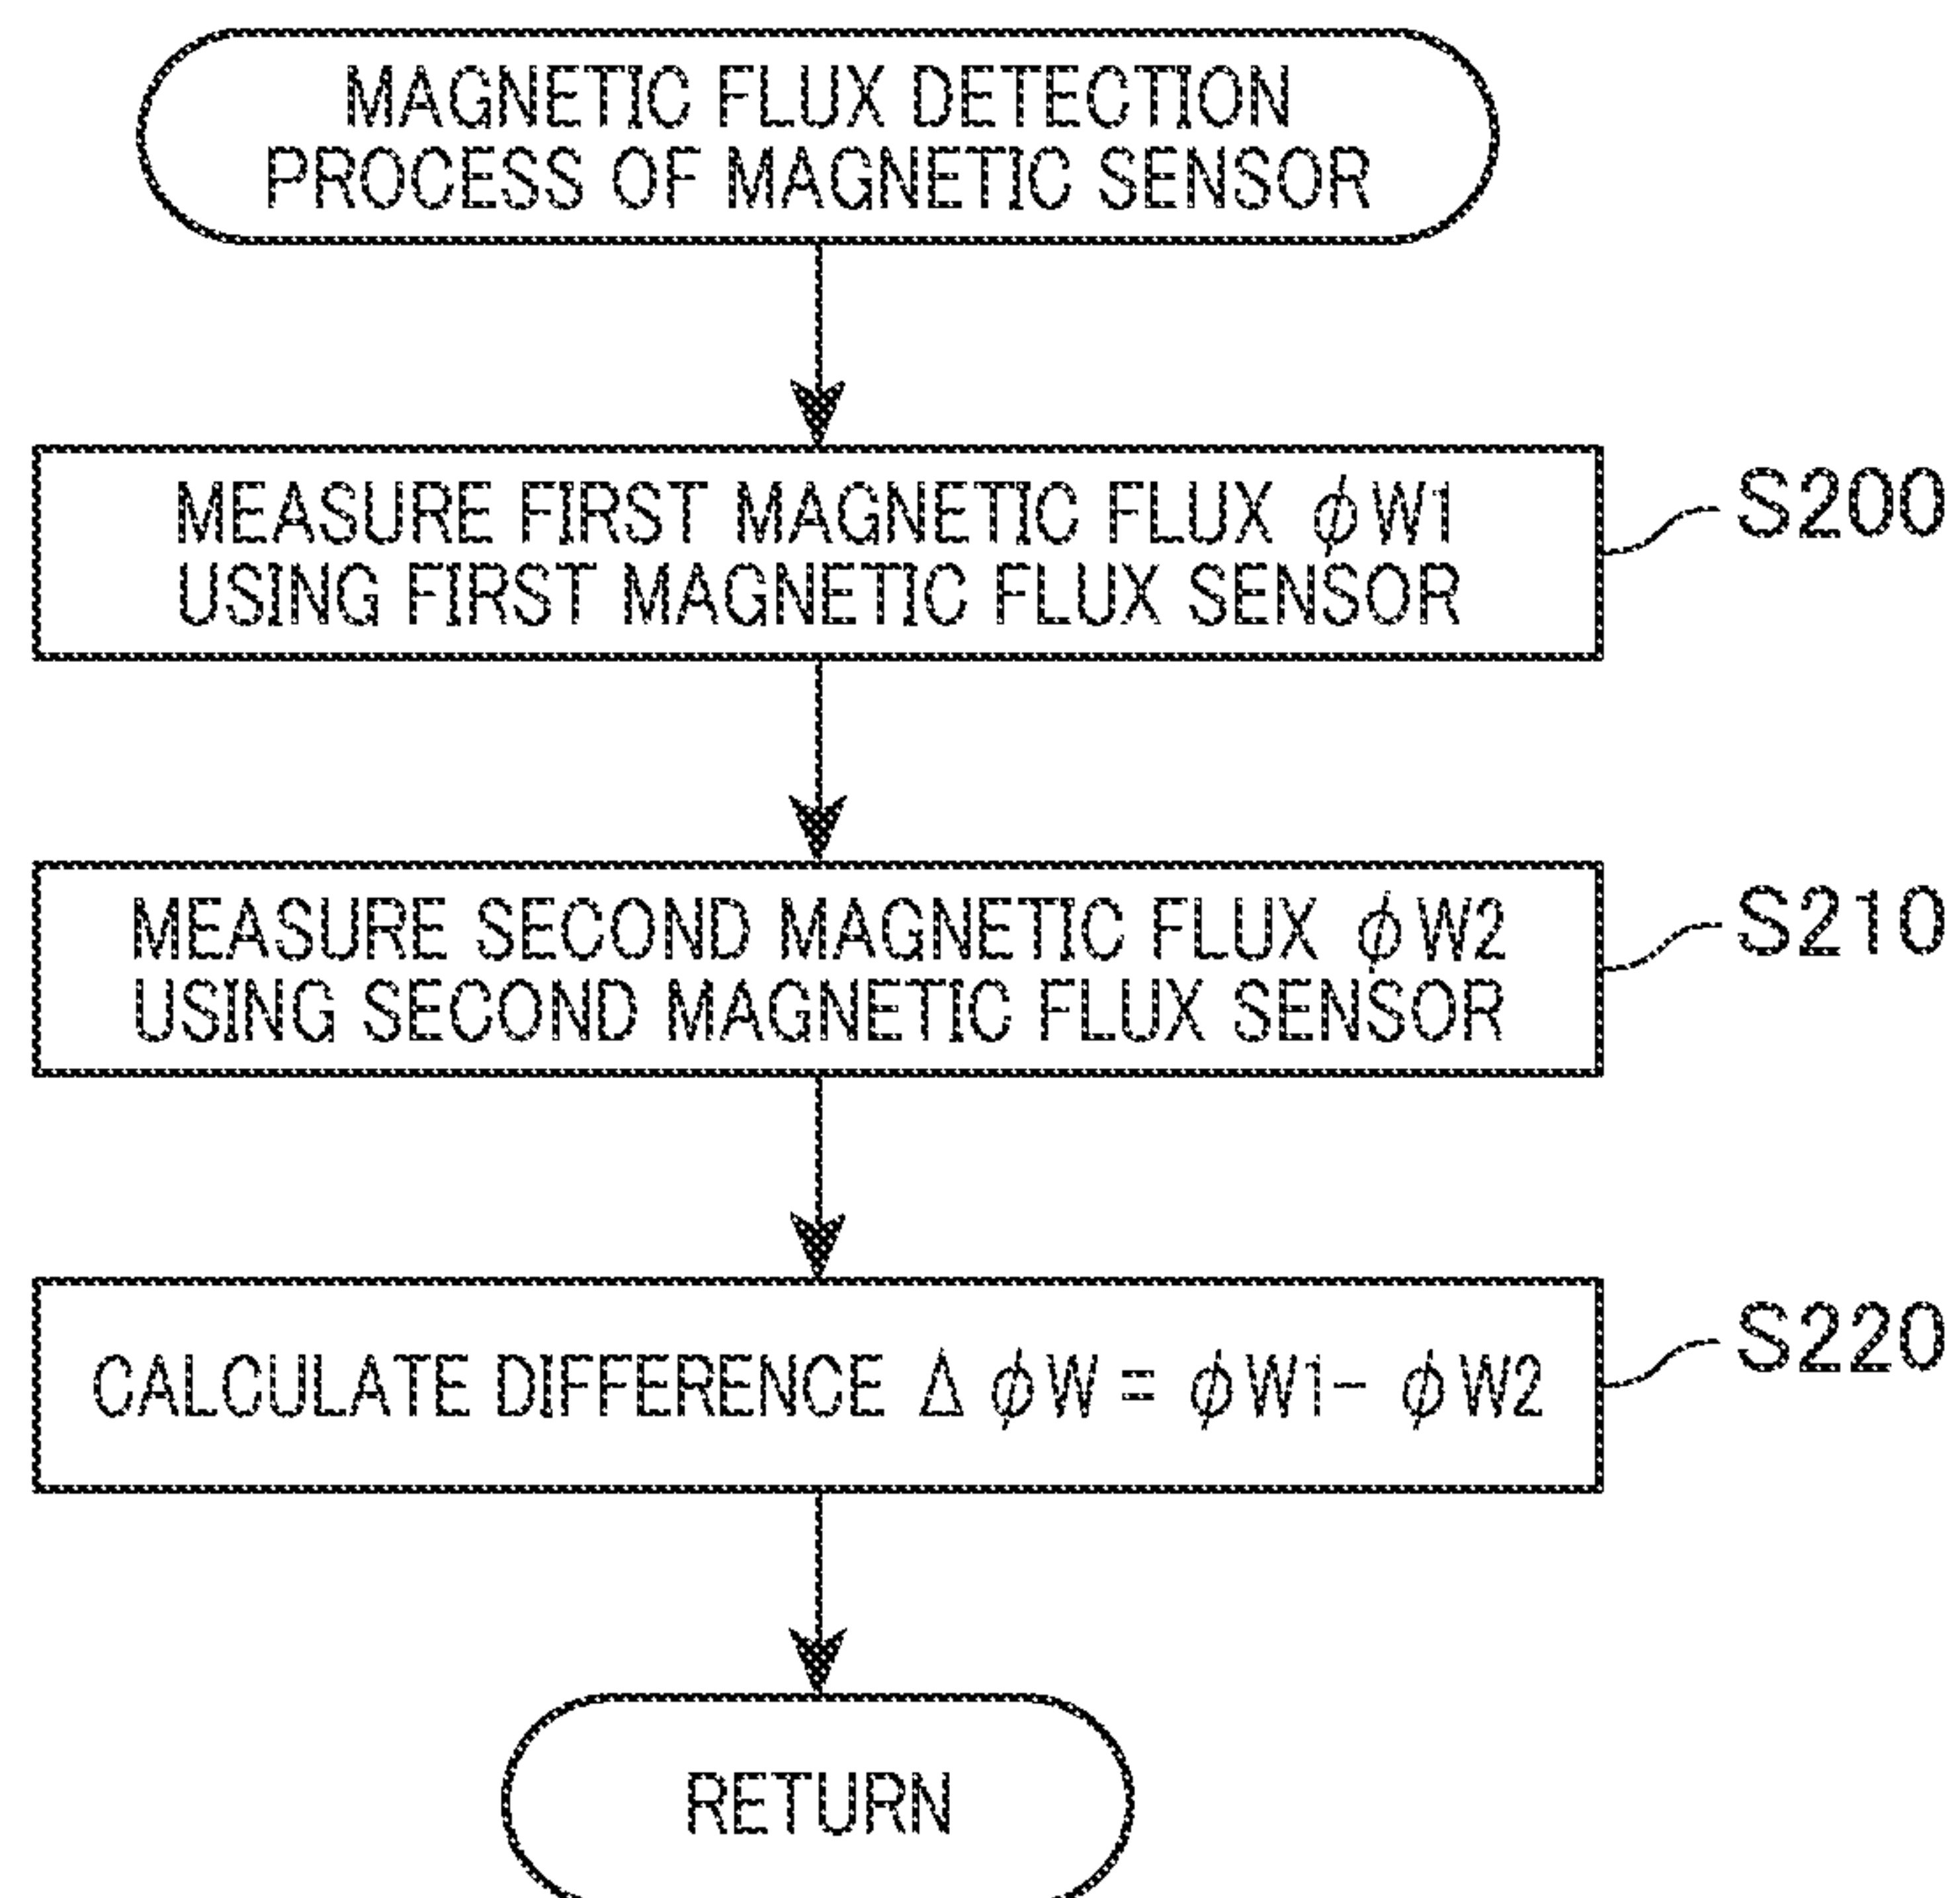 MAGNETIC FLUX DETECTION
PROCESS OF MAGNETIC SENSOR
MEASURE FIRST MAGNETIC FLUX ϕW1
USING FIRST MAGNETIC FLUX SENSOR
S200
MEASURE SECOND MAGNETIC FLUX ϕW2
USING SECOND MAGNETIC FLUX SENSOR
S210
CALCULATE DIFFERENCE Δ ϕW = ϕW1- ϕW2
S220
RETURN